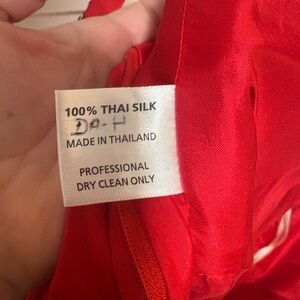 100% THAI SILK
MADE IN THAILAND
PROFESSIONAL
DRY CLEAN ONLY